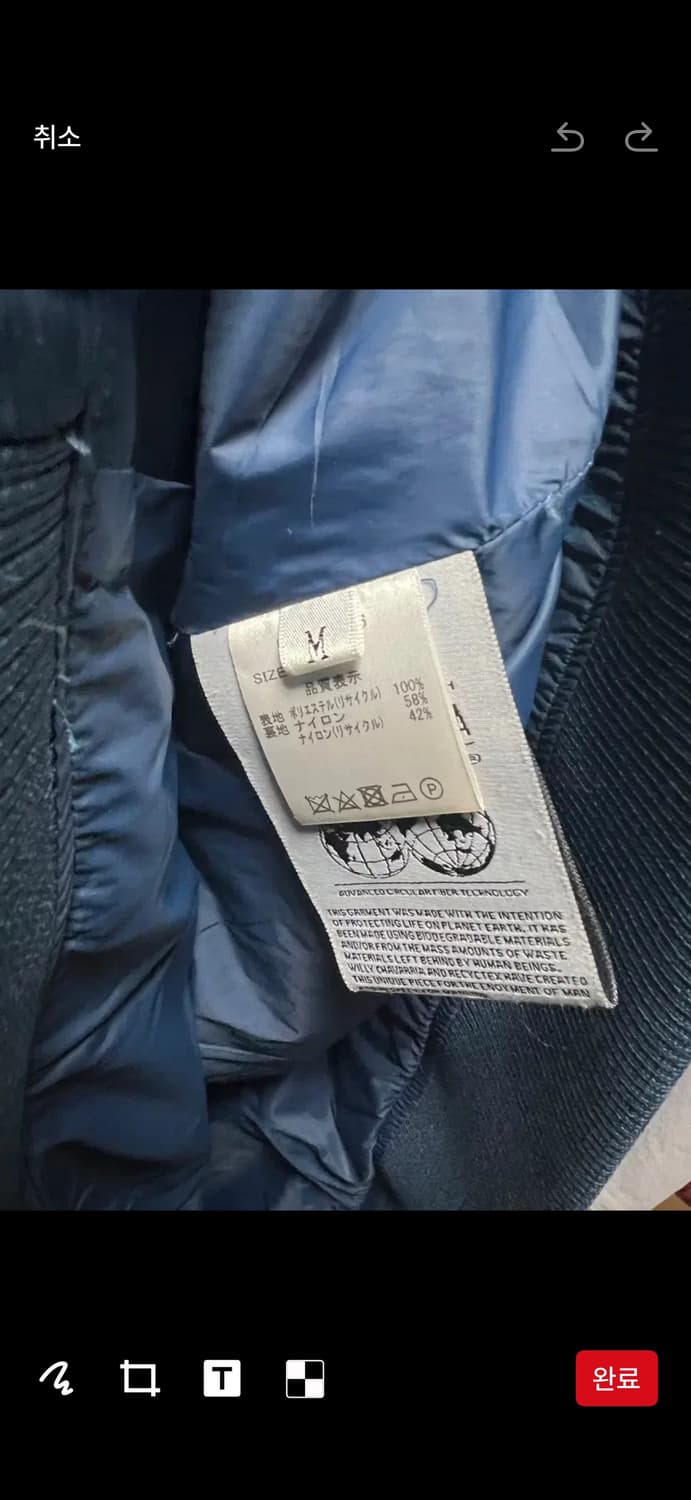 취소
M
SIZE
品質表示
表地 ポリエステル(リサイクル) 100%
裏地 ナイロン 58%
ナイロン(リサイクル) 42%
P
ADVANCED CIRCULAR FIBER TECHNOLOGY
THIS GARMENT WAS MADE WITH THE INTENTION
OF PROTECTING LIFE ON PLANET EARTH. IT HAS
BEEN MADE USING BIODEGRADABLE MATERIALS
AND/OR FROM THE MASS AMOUNTS OF WASTE
MATERIALS LEFT BEHIND BY HUMAN BEINGS.
WILLY CHAVARRIA AND RECYCTEX HAVE CREATED
THIS UNIQUE PIECE FOR THE ENJOYMENT OF MAN
T
완료